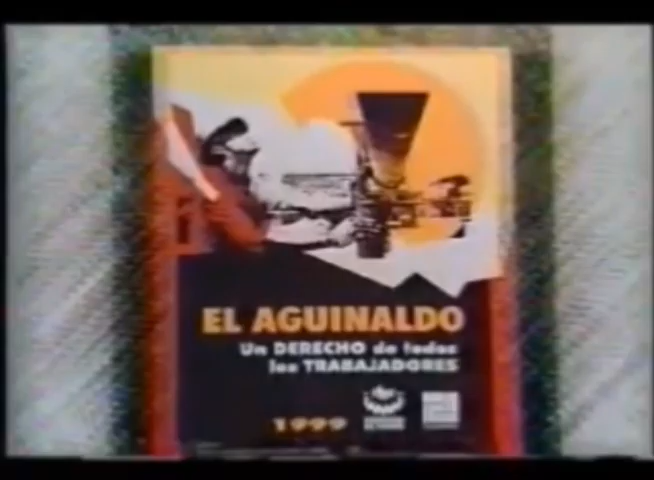 EL AGUINALDO
Un DERECHO de todos
los TRABAJADORES
1999